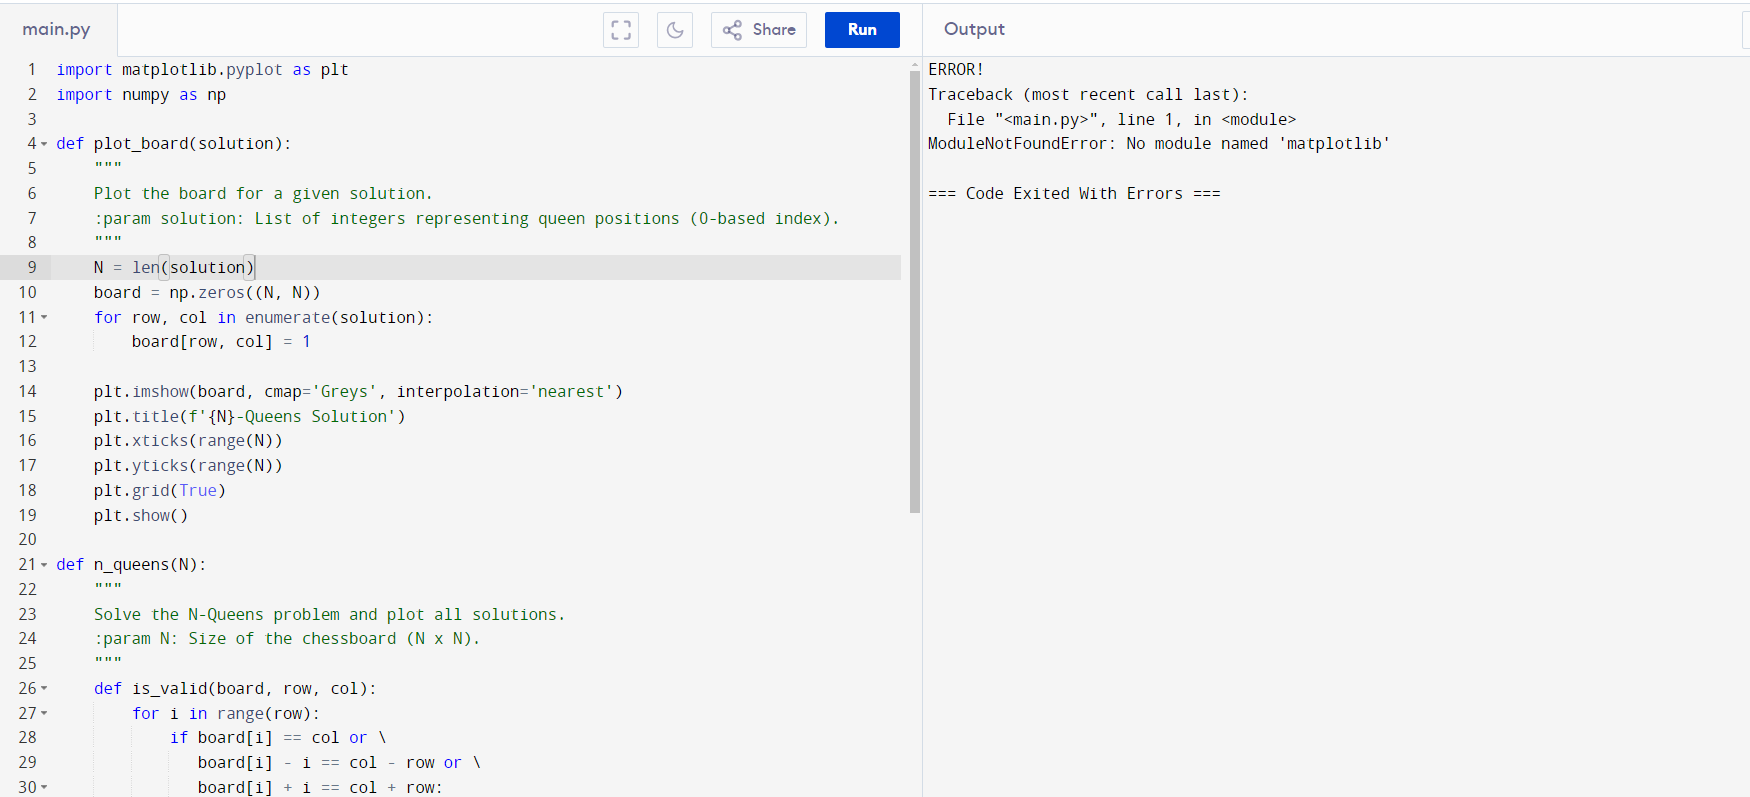 main.py
Share
Run
Output
1 import matplotlib.pyplot as plt
2 import numpy as np
3
4 def plot_board(solution):
5     """
6     Plot the board for a given solution.
7     :param solution: List of integers representing queen positions (0-based index).
8     """
9     N = len(solution)
10     board = np.zeros((N, N))
11     for row, col in enumerate(solution):
12         board[row, col] = 1
13
14     plt.imshow(board, cmap='Greys', interpolation='nearest')
15     plt.title(f'{N}-Queens Solution')
16     plt.xticks(range(N))
17     plt.yticks(range(N))
18     plt.grid(True)
19     plt.show()
20
21 def n_queens(N):
22     """
23     Solve the N-Queens problem and plot all solutions.
24     :param N: Size of the chessboard (N x N).
25     """
26     def is_valid(board, row, col):
27         for i in range(row):
28             if board[i] == col or \
29                board[i] - i == col - row or \
30                board[i] + i == col + row:
ERROR!
Traceback (most recent call last):
  File "<main.py>", line 1, in <module>
ModuleNotFoundError: No module named 'matplotlib'
=== Code Exited With Errors ===